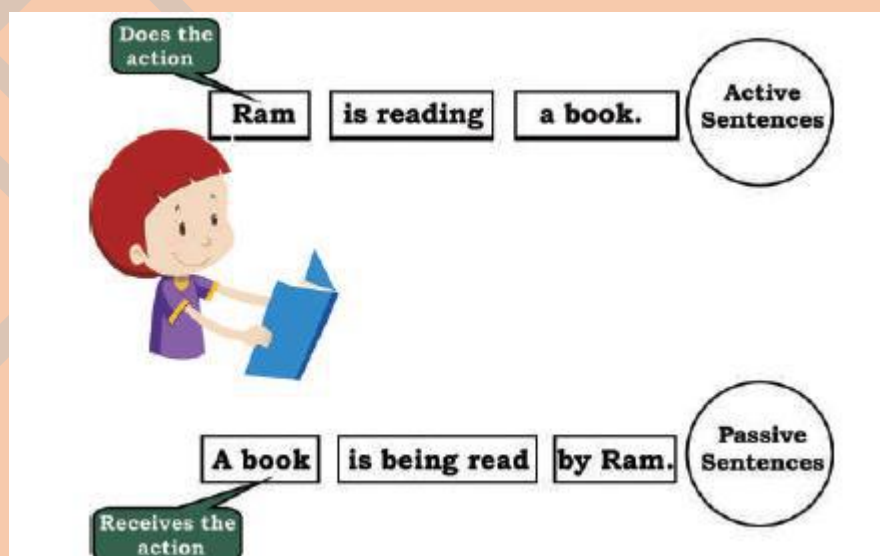 Does the
action
Ram is reading a book.
Active
Sentences
Passive
Sentences
A book is being read by Ram.
Receives the
action